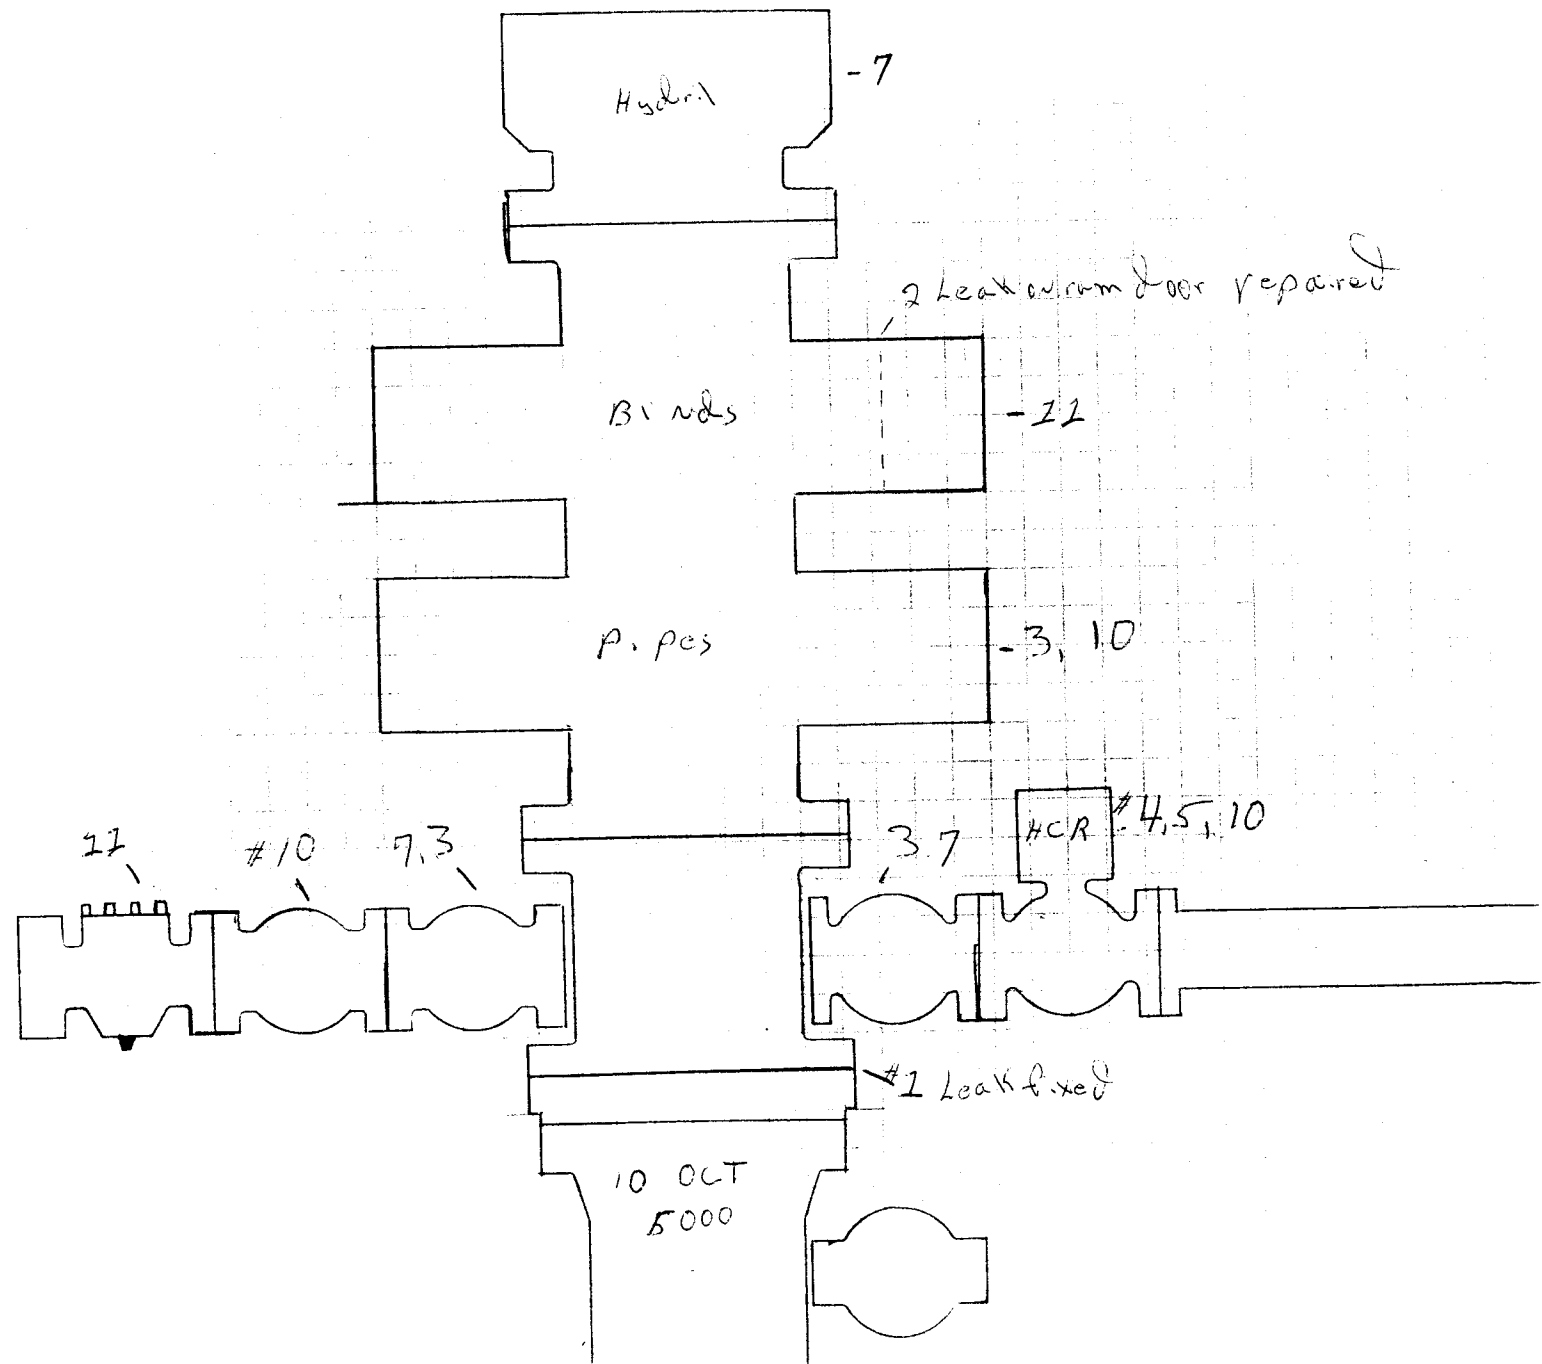 -7
Hydril
2 Leak on ram door repaired
Blinds
-11
Pipes
-3, 10
11
#10
7,3
3 7
HCR
#4,5,10
#1 Leak fixed
10 OCT
5000